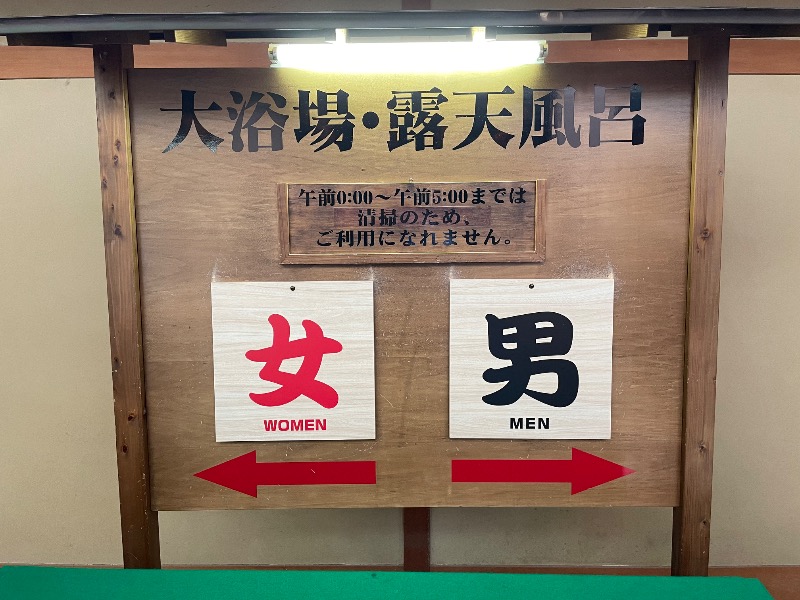 大浴場・露天風呂
午前0:00～午前5:00までは
清掃のため、
ご利用になれません。
女
WOMEN
男
MEN